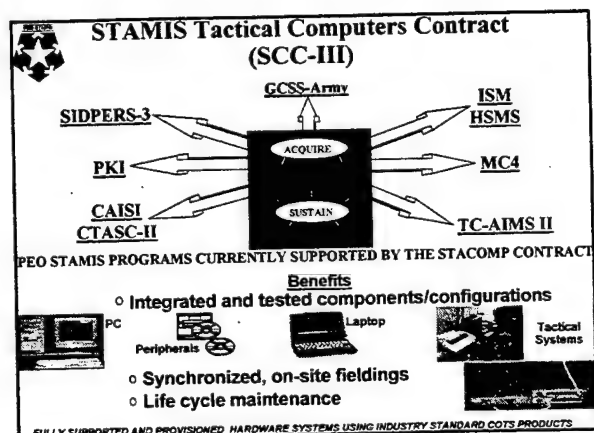 STAMIS Tactical Computers Contract
(SCC-III)
GCSS-Army
SIDPERS-3
ISM
HSMS
ACQUIRE
PKI
MC4
CAISI
CTASC-II
SUSTAIN
TC-AIMS II
PEO STAMIS PROGRAMS CURRENTLY SUPPORTED BY THE STACOMP CONTRACT
Benefits
o Integrated and tested components/configurations
PC
Peripherals
Laptop
Tactical
Systems
o Synchronized, on-site fieldings
o Life cycle maintenance
FULLY SUPPORTED AND PROVISIONED HARDWARE SYSTEMS USING INDUSTRY STANDARD COTS PRODUCTS